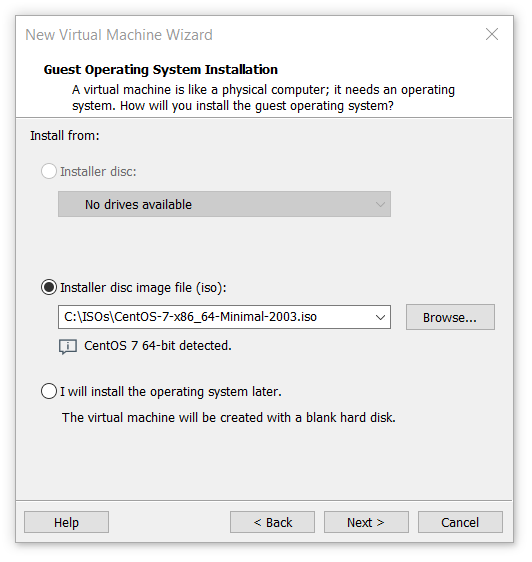 New Virtual Machine Wizard
Guest Operating System Installation
A virtual machine is like a physical computer; it needs an operating
system. How will you install the guest operating system?
Install from:
Installer disc:
No drives available
Installer disc image file (iso):
C:\ISOs\CentOS-7-x86_64-Minimal-2003.iso
Browse...
CentOS 7 64-bit detected.
I will install the operating system later.
The virtual machine will be created with a blank hard disk.
Help
< Back
Next >
Cancel